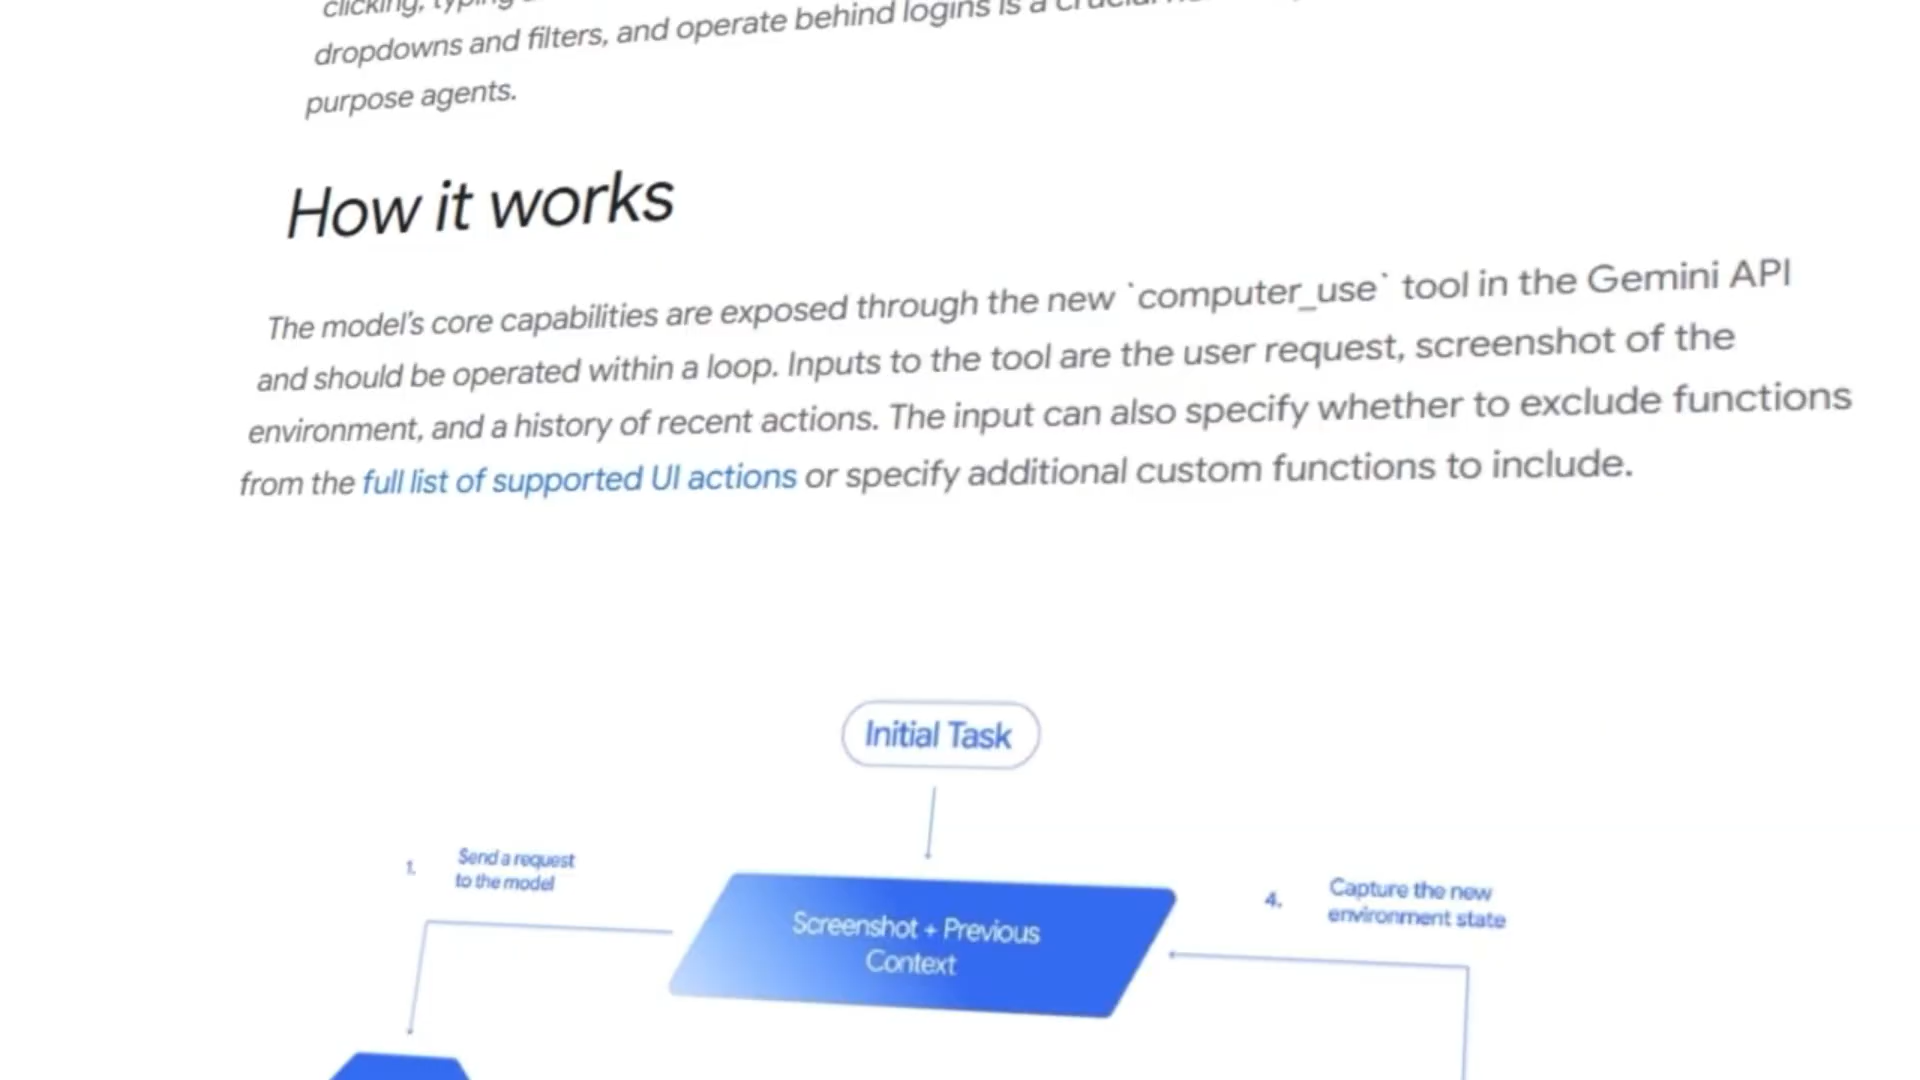 clicking, typing
dropdowns and filters, and operate behind logins is a
purpose agents.
How it works
The model's core capabilities are exposed through the new `computer_use` tool in the Gemini API
and should be operated within a loop. Inputs to the tool are the user request, screenshot of the
environment, and a history of recent actions. The input can also specify whether to exclude functions
from the full list of supported UI actions or specify additional custom functions to include.
Initial Task
1. Send a request
to the model
Screenshot + Previous
Context
4. Capture the new
environment state